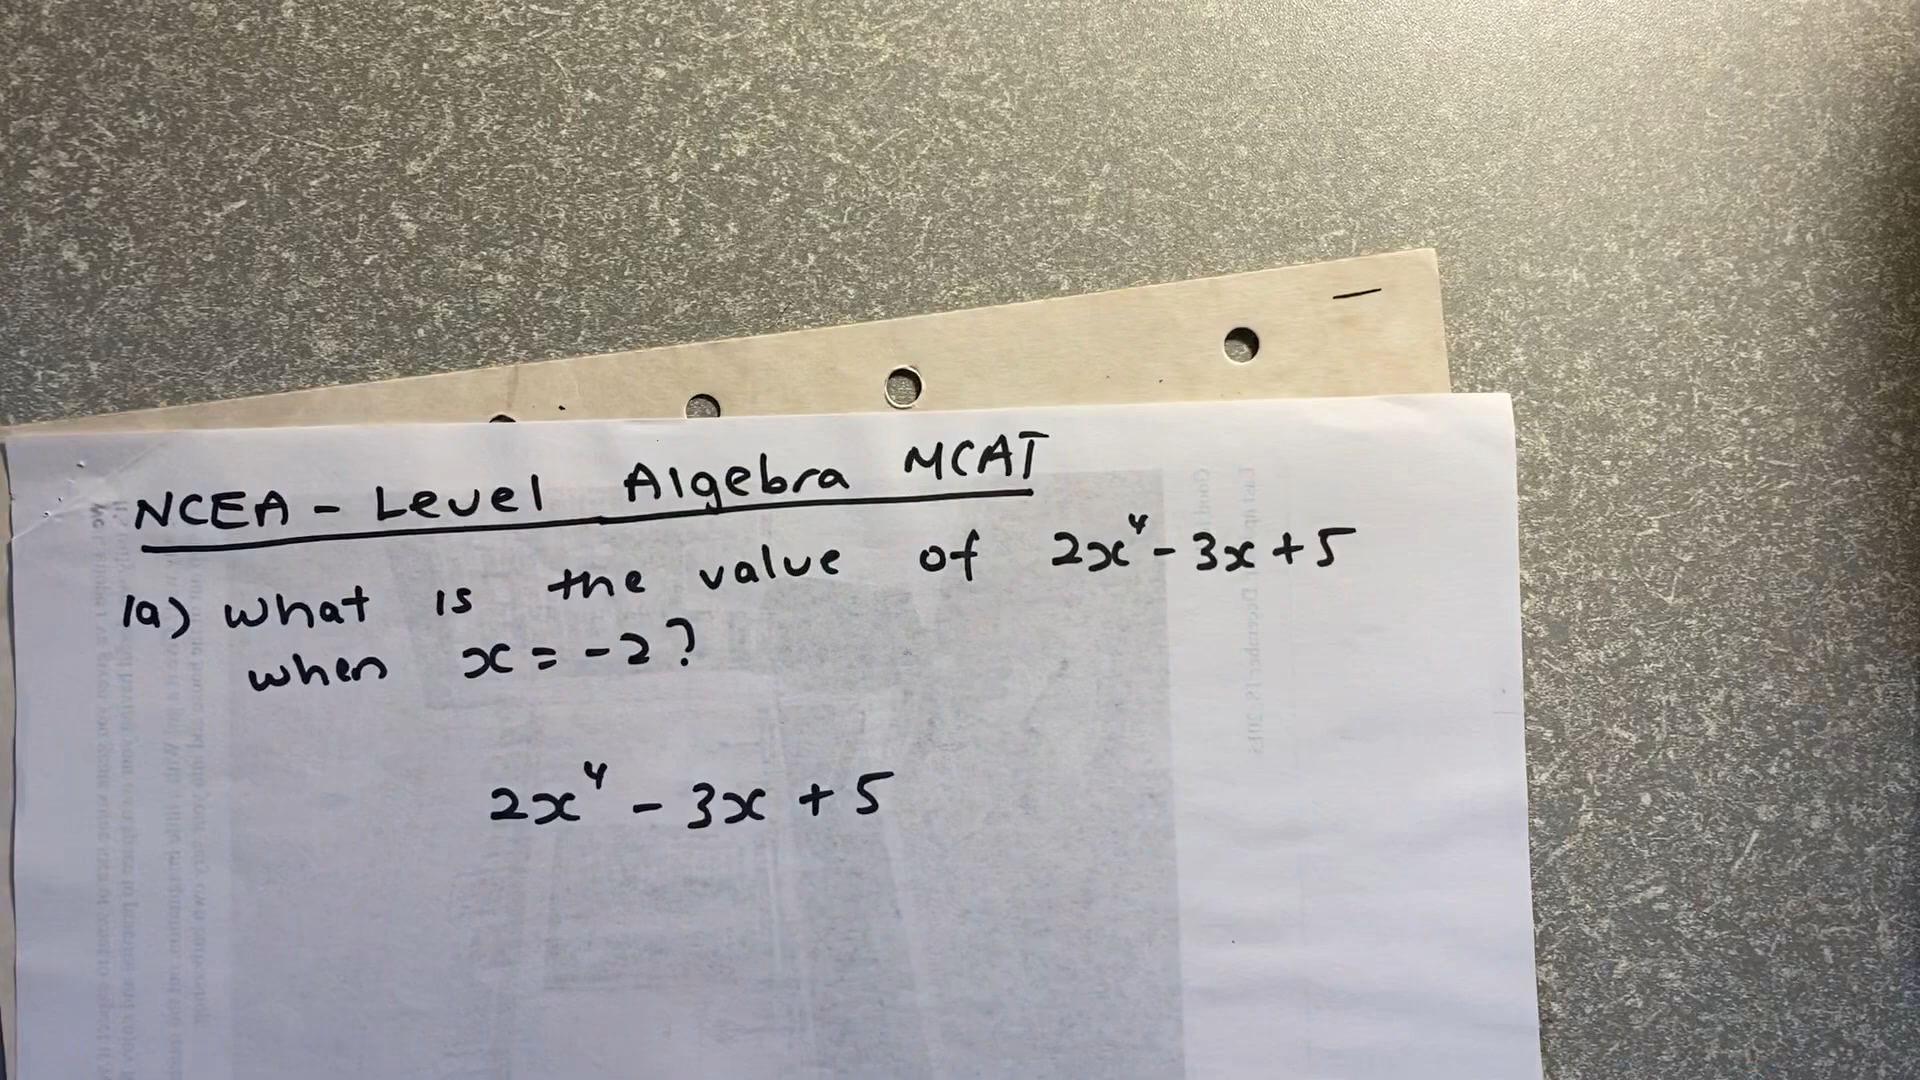 NCEA - Level Algebra MCAT
1a) what is the value of 2x⁴ - 3x + 5
when x = -2?
2x⁴ - 3x + 5